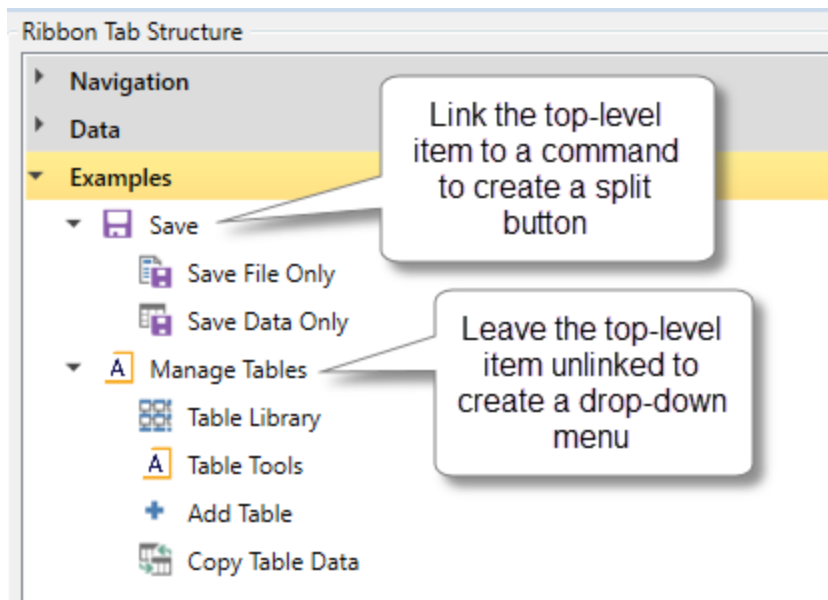 Ribbon Tab Structure
Navigation
Data
Examples
Save
Save File Only
Save Data Only
Manage Tables
Table Library
A Table Tools
Add Table
Copy Table Data
Link the top-level
item to a command
to create a split
button
Leave the top-level
item unlinked to
create a drop-down
menu